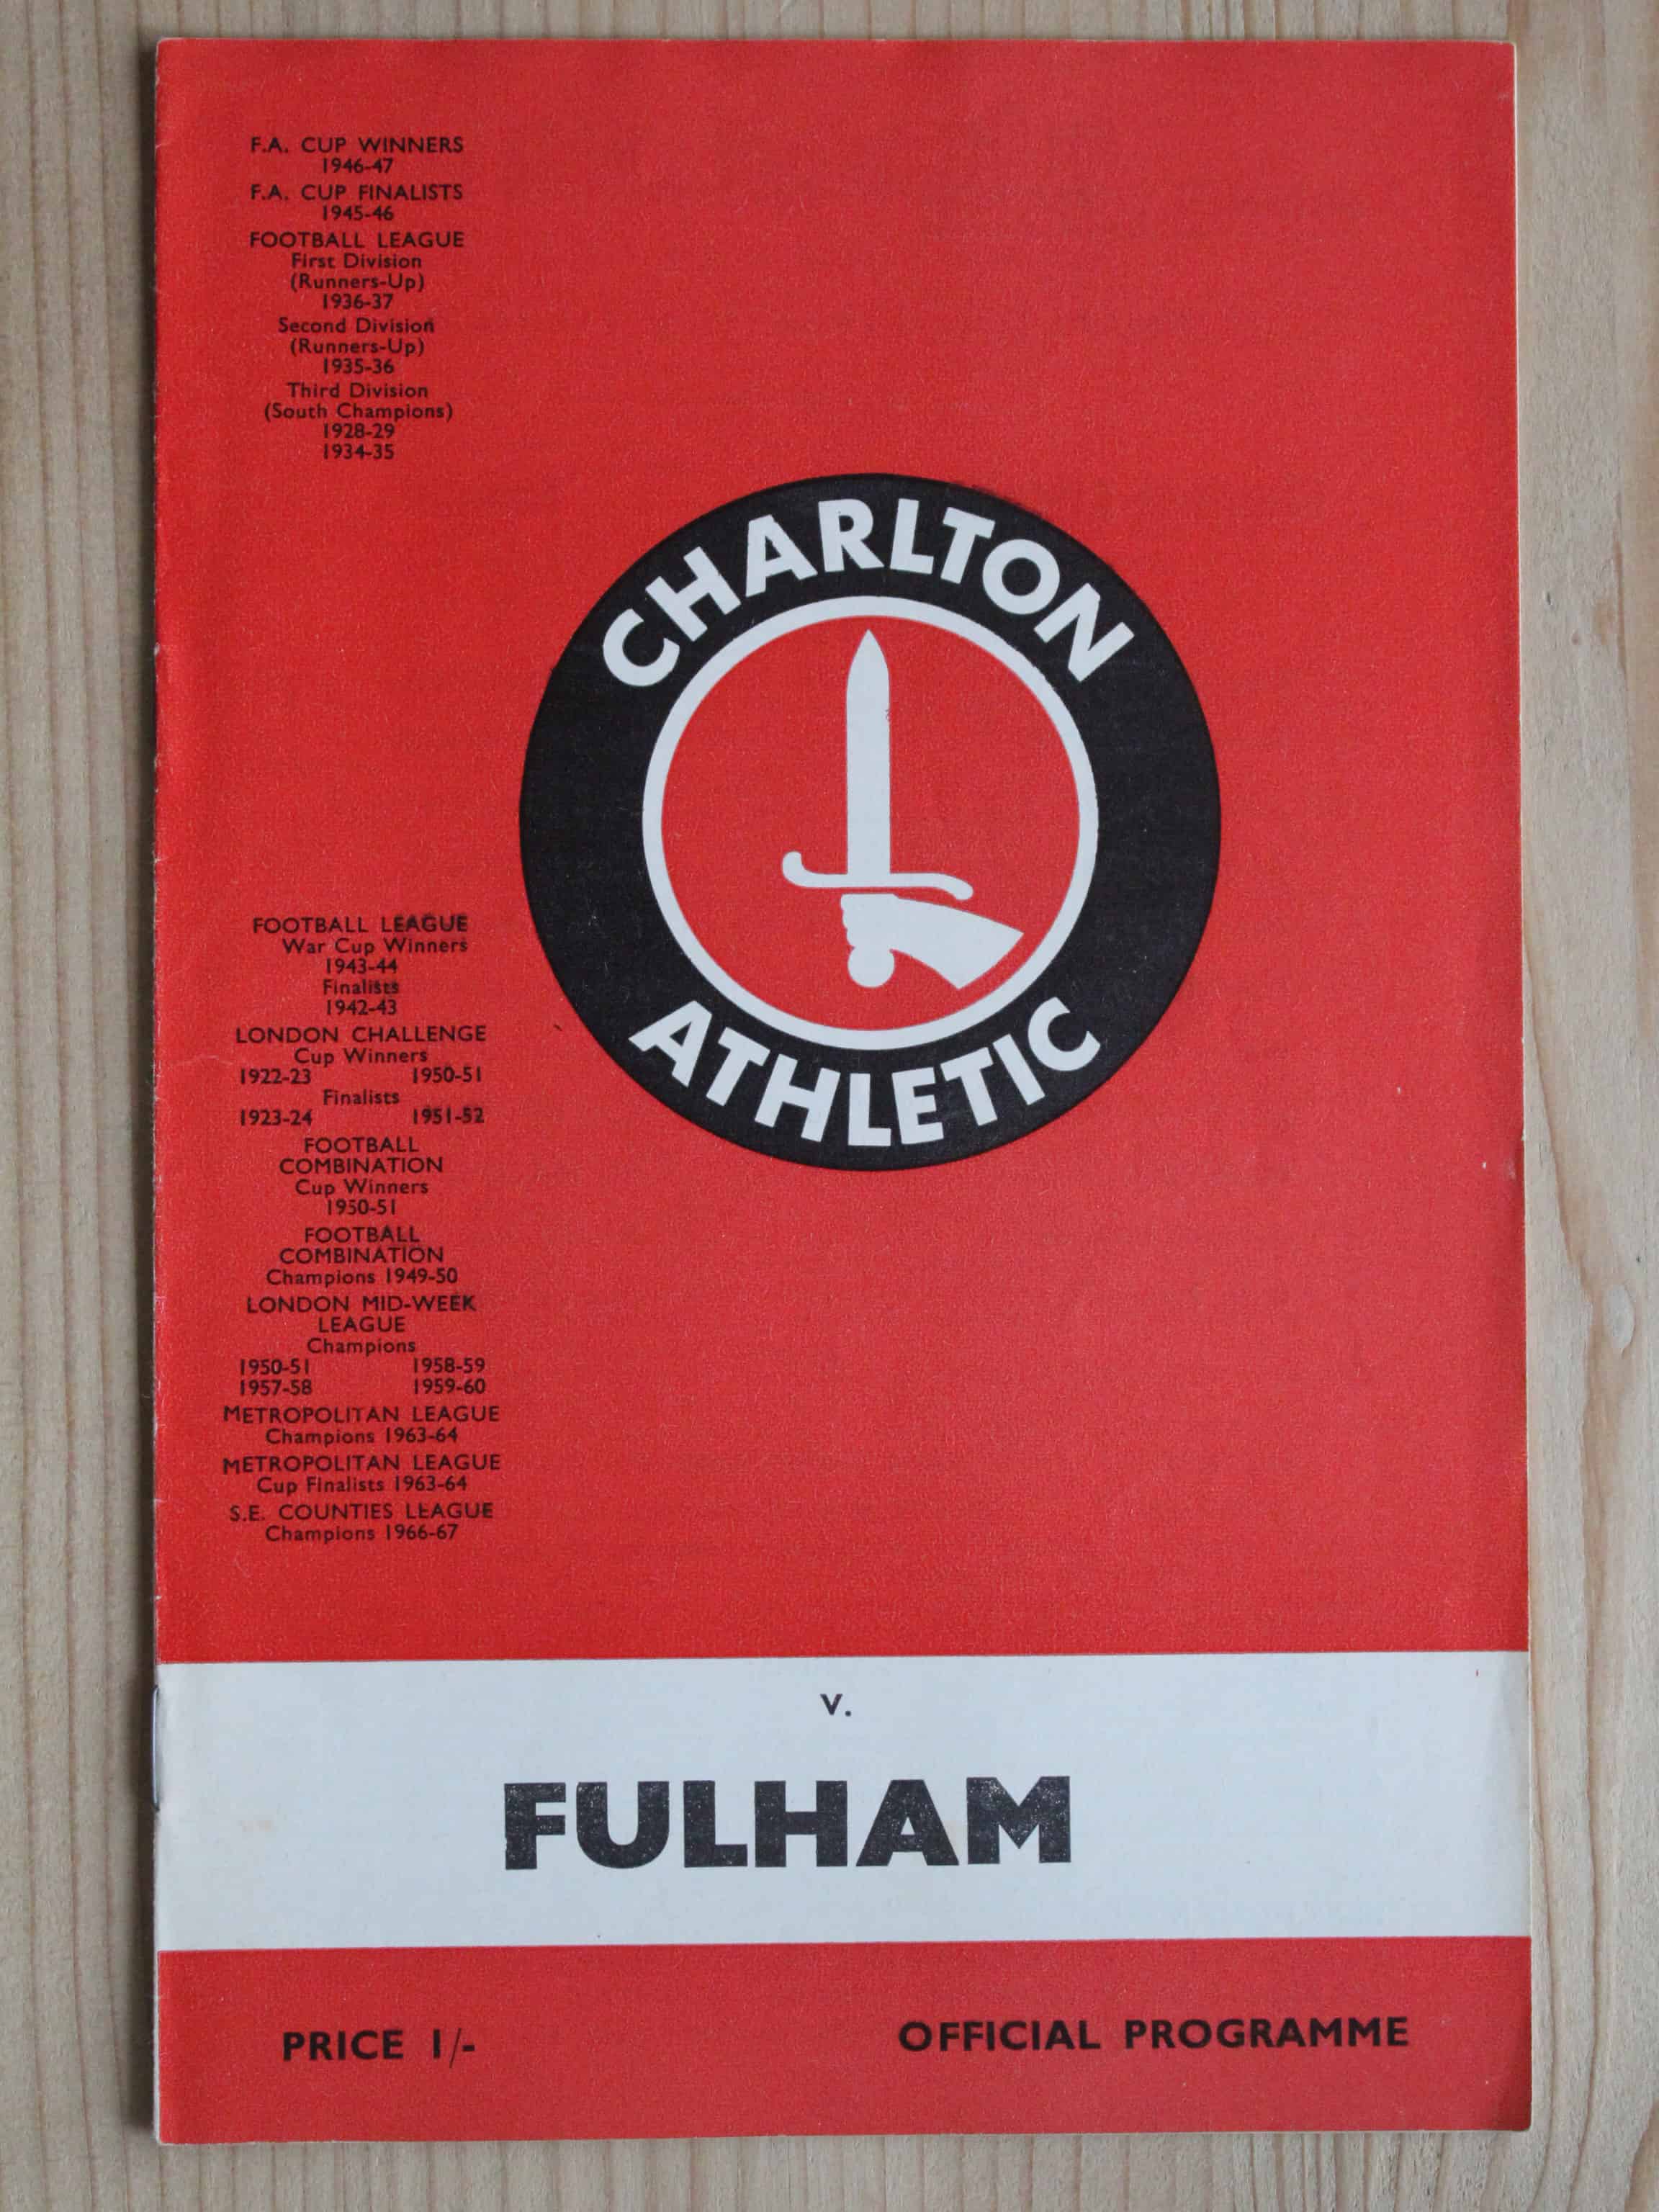 F.A. CUP WINNERS
1946-47
F.A. CUP FINALISTS
1945-46
FOOTBALL LEAGUE
First Division
(Runners-Up)
1936-37
Second Division
(Runners-Up)
1935-36
Third Division
(South Champions)
1928-29
1934-35
CHARLTON
ATHLETIC
FOOTBALL LEAGUE
War Cup Winners
1943-44
Finalists
1942-43
LONDON CHALLENGE
Cup Winners
1922-23 1950-51
Finalists
1923-24 1951-52
FOOTBALL
COMBINATION
Cup Winners
1950-51
FOOTBALL
COMBINATION
Champions 1949-50
LONDON MID-WEEK
LEAGUE
Champions
1950-51 1958-59
1957-58 1959-60
METROPOLITAN LEAGUE
Champions 1963-64
METROPOLITAN LEAGUE
Cup Finalists 1963-64
S.E. COUNTIES LEAGUE
Champions 1966-67
v.
FULHAM
PRICE 1/- OFFICIAL PROGRAMME